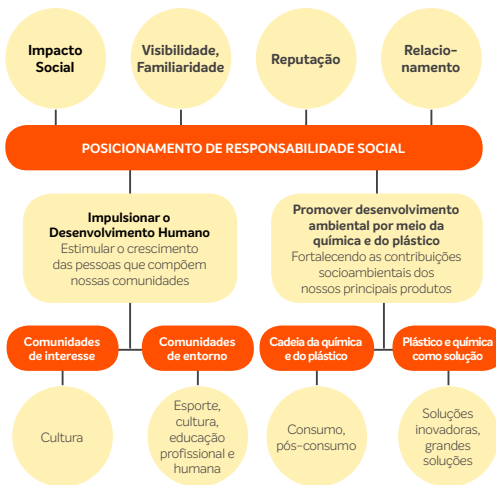 Impacto
Social
Visibilidade,
Familiaridade
Reputação
Relacio-
namento
POSICIONAMENTO DE RESPONSABILIDADE SOCIAL
Impulsionar o
Desenvolvimento Humano
Estimular o crescimento
das pessoas que compõem
nossas comunidades
Promover desenvolvimento
ambiental por meio da
química e do plástico
Fortalecendo as contribuições
socioambientais dos
nossos principais produtos
Comunidades
de interesse
Comunidades
de entorno
Cadeia da química
e do plástico
Plástico e química
como solução
Cultura
Esporte,
cultura,
educação
profissional e
humana
Consumo,
pós-consumo
Soluções
inovadoras,
grandes
soluções